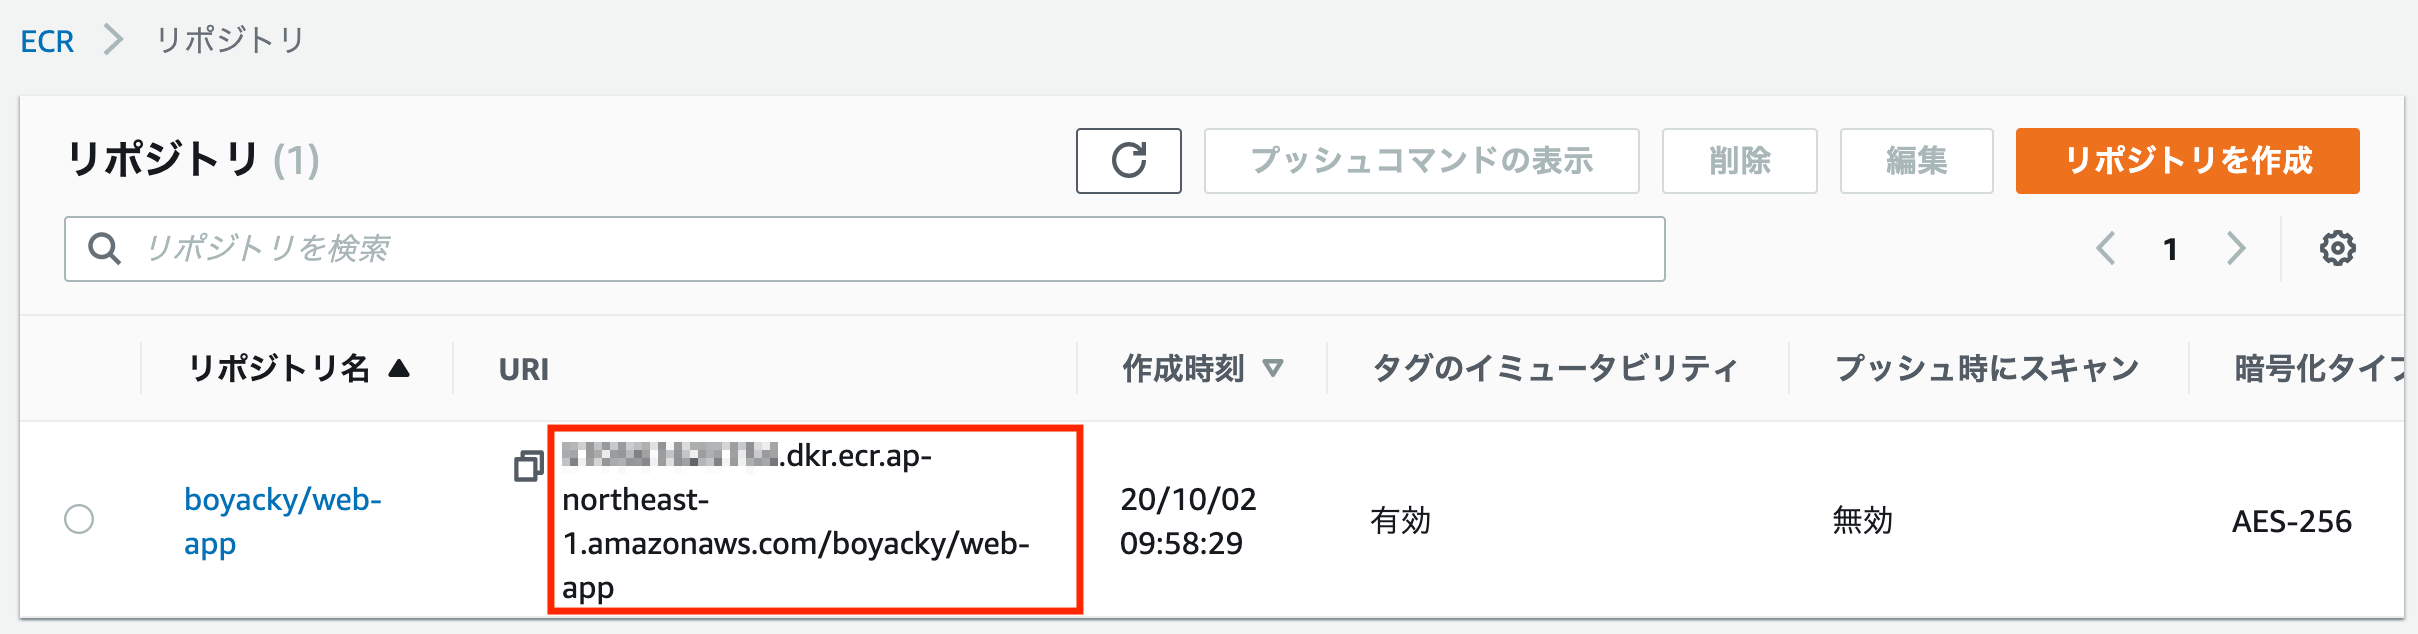 ECR
リポジトリ
リポジトリ (1)
プッシュコマンドの表示
削除
編集
リポジトリを作成
リポジトリを検索
1
リポジトリ名
URI
作成時刻
タグのイミュータビリティ
プッシュ時にスキャン
暗号化タイプ
boyacky/web-
app
.dkr.ecr.ap-
northeast-
1.amazonaws.com/boyacky/web-
app
20/10/02
09:58:29
有効
無効
AES-256